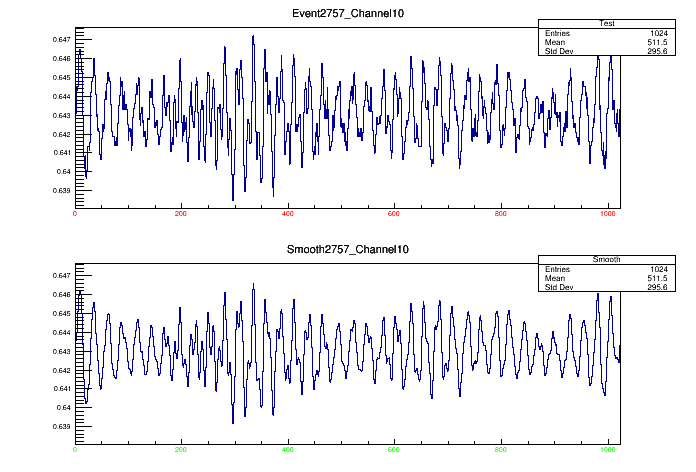 Event2757_Channel10
Test
Entries 1024
Mean 511.5
Std Dev 295.6
0.647
0.646
0.645
0.644
0.643
0.642
0.641
0.64
0.639
0 200 400 600 800 1000
Smooth2757_Channel10
Smooth
Entries 1024
Mean 511.5
Std Dev 295.6
0.647
0.646
0.645
0.644
0.643
0.642
0.641
0.64
0.639
0 200 400 600 800 1000